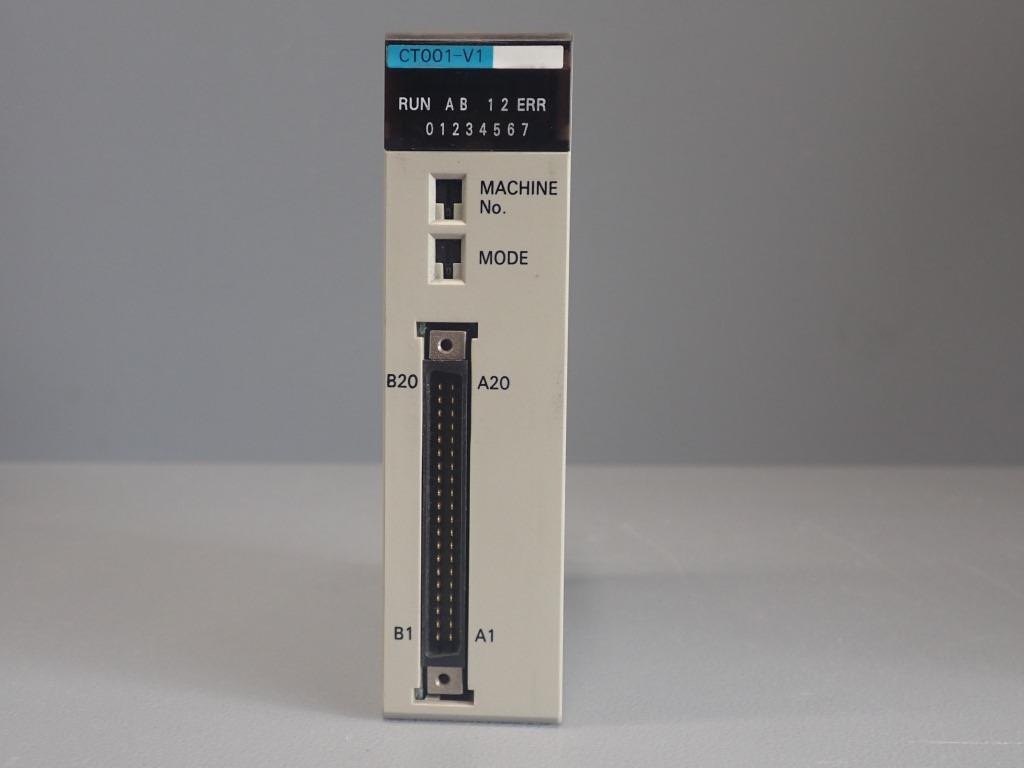 CT001-V1
RUN A B 1 2 ERR
0 1 2 3 4 5 6 7
MACHINE
No.
MODE
B20 A20
B1 A1